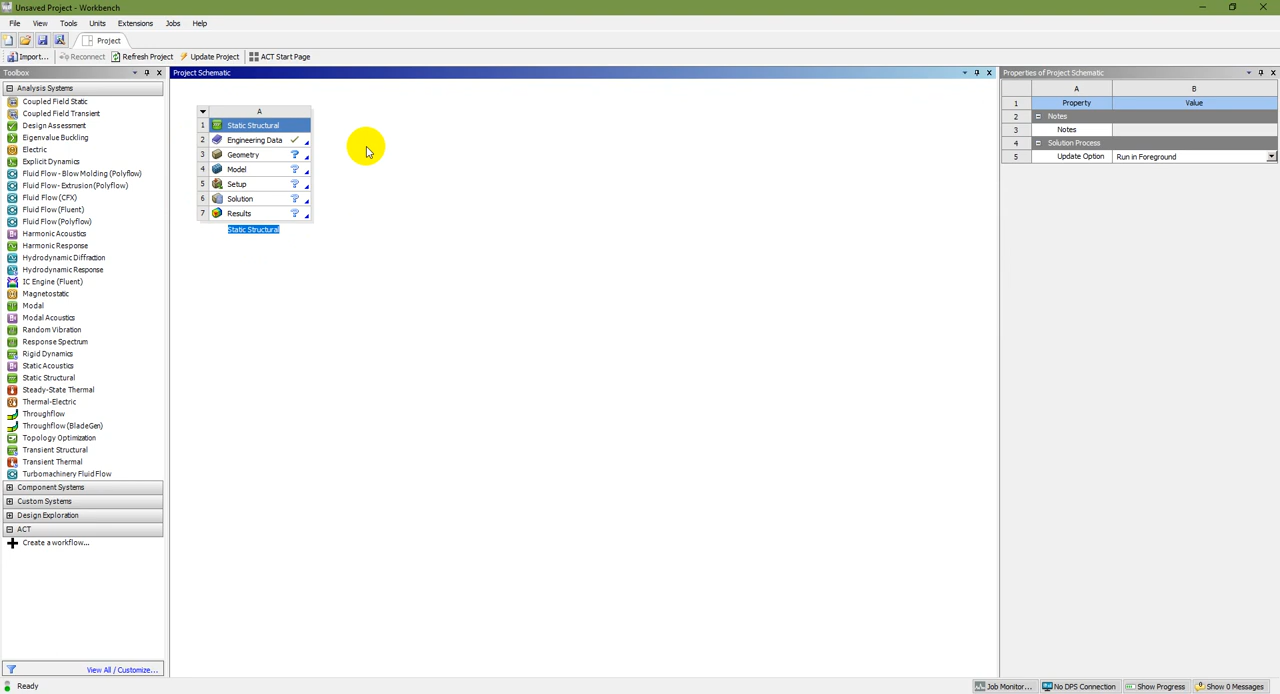 Unsaved Project - Workbench
File View Tools Units Extensions Jobs Help
Project
Import... Reconnect Refresh Project Update Project ACT Start Page
Toolbox
Analysis Systems
Coupled Field Static
Coupled Field Transient
Design Assessment
Eigenvalue Buckling
Electric
Explicit Dynamics
Fluid Flow - Blow Molding (Polyflow)
Fluid Flow- Extrusion (Polyflow)
Fluid Flow (CFX)
Fluid Flow (Fluent)
Fluid Flow (Polyflow)
Harmonic Acoustics
Harmonic Response
Hydrodynamic Diffraction
Hydrodynamic Response
IC Engine (Fluent)
Magnetostatic
Modal
Modal Acoustics
Random Vibration
Response Spectrum
Rigid Dynamics
Static Acoustics
Static Structural
Steady-State Thermal
Thermal-Electric
Throughflow
Throughflow (BladeGen)
Topology Optimization
Transient Structural
Transient Thermal
Turbomachinery Fluid Flow
Component Systems
Custom Systems
Design Exploration
ACT
Create a workflow...
View All / Customize...
Project Schematic
A
1 Static Structural
2 Engineering Data
3 Geometry ?
4 Model ?
5 Setup ?
6 Solution ?
7 Results ?
Static Structural
Properties of Project Schematic
A B
1 Property Value
2 Notes
3 Notes
4 Solution Process
5 Update Option Run in Foreground
Ready
Job Monitor... No DPS Connection Show Progress Show 0 Messages